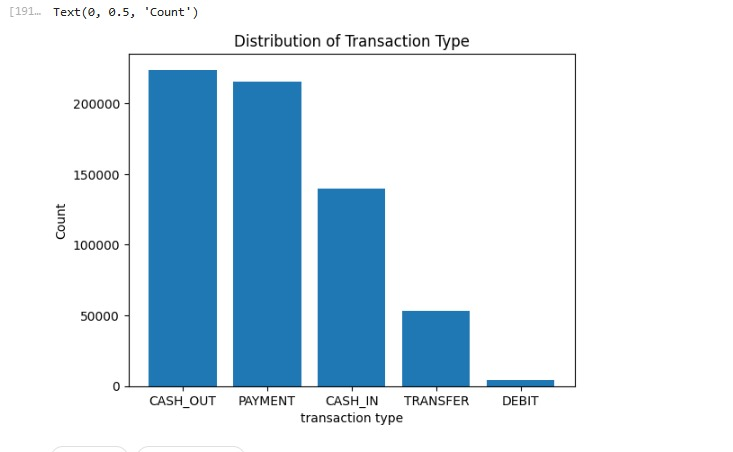 [191... Text(0, 0.5, 'Count')
Distribution of Transaction Type
200000
150000
100000
50000
0
Count
CASH_OUT PAYMENT CASH_IN TRANSFER DEBIT
transaction type